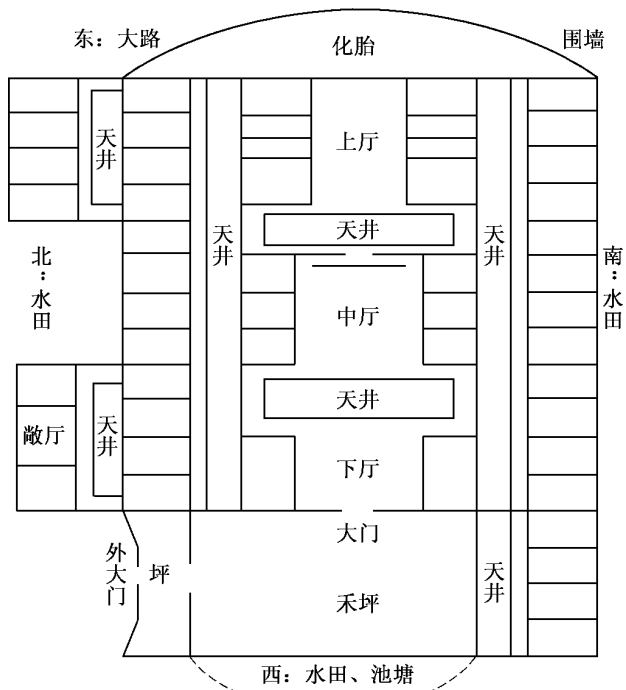 东：大路
化胎
围墙
天井
上厅
天井
天井
天井
北：水田
南：水田
中厅
天井
敞厅
天井
下厅
大门
外大门
坪
天井
禾坪
西：水田、池塘